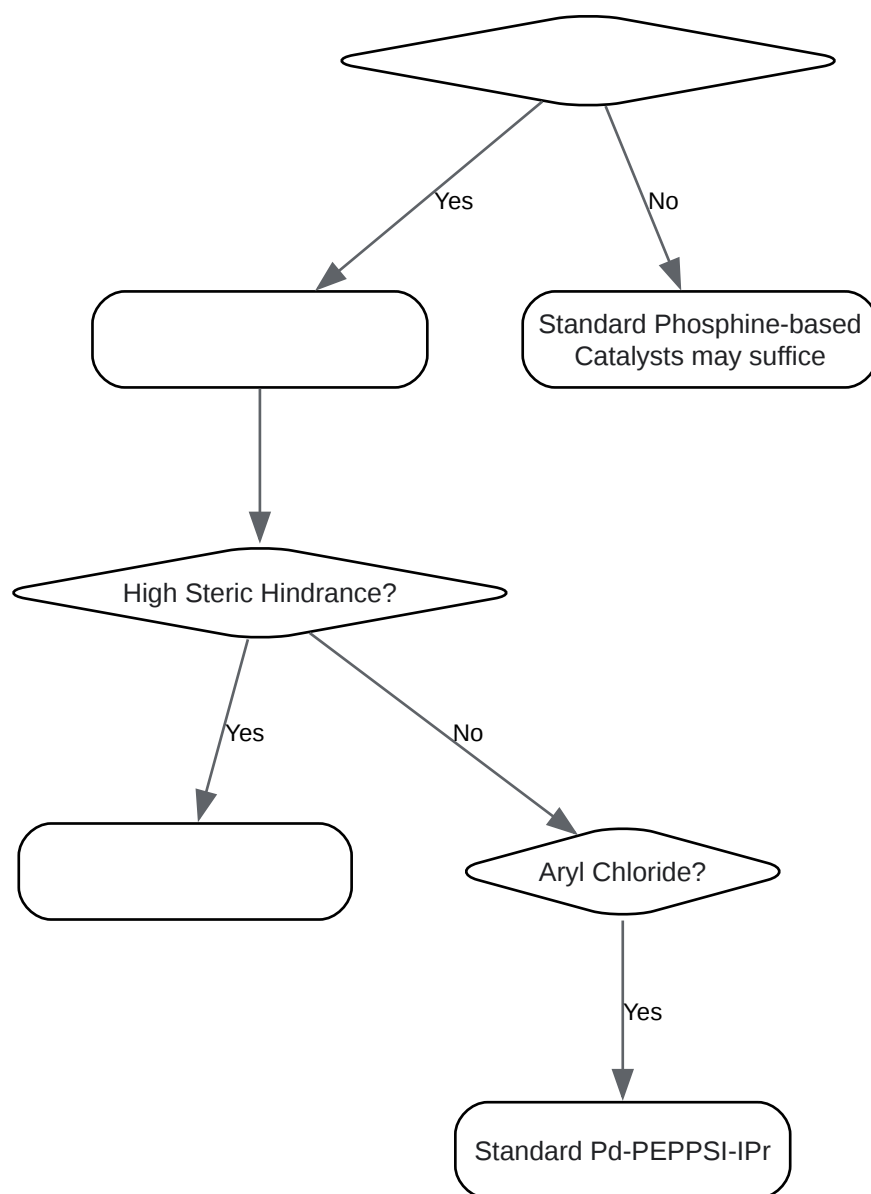 Yes
No
Standard Phosphine-based
Catalysts may suffice
High Steric Hindrance?
Yes
No
Aryl Chloride?
Yes
Standard Pd-PEPPSI-IPr